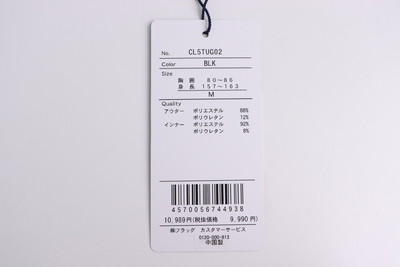 No. CL5TUG02
Color BLK
Size
胸囲 80～86
身長 157～163
M
Quality
アウター ポリエステル 88%
ポリウレタン 12%
インナー ポリエステル 92%
ポリウレタン 8%
4570056744938
10,989円(税抜価格 9,990円)
㈱フラッグ カスタマーサービス
0120-000-813
中国製